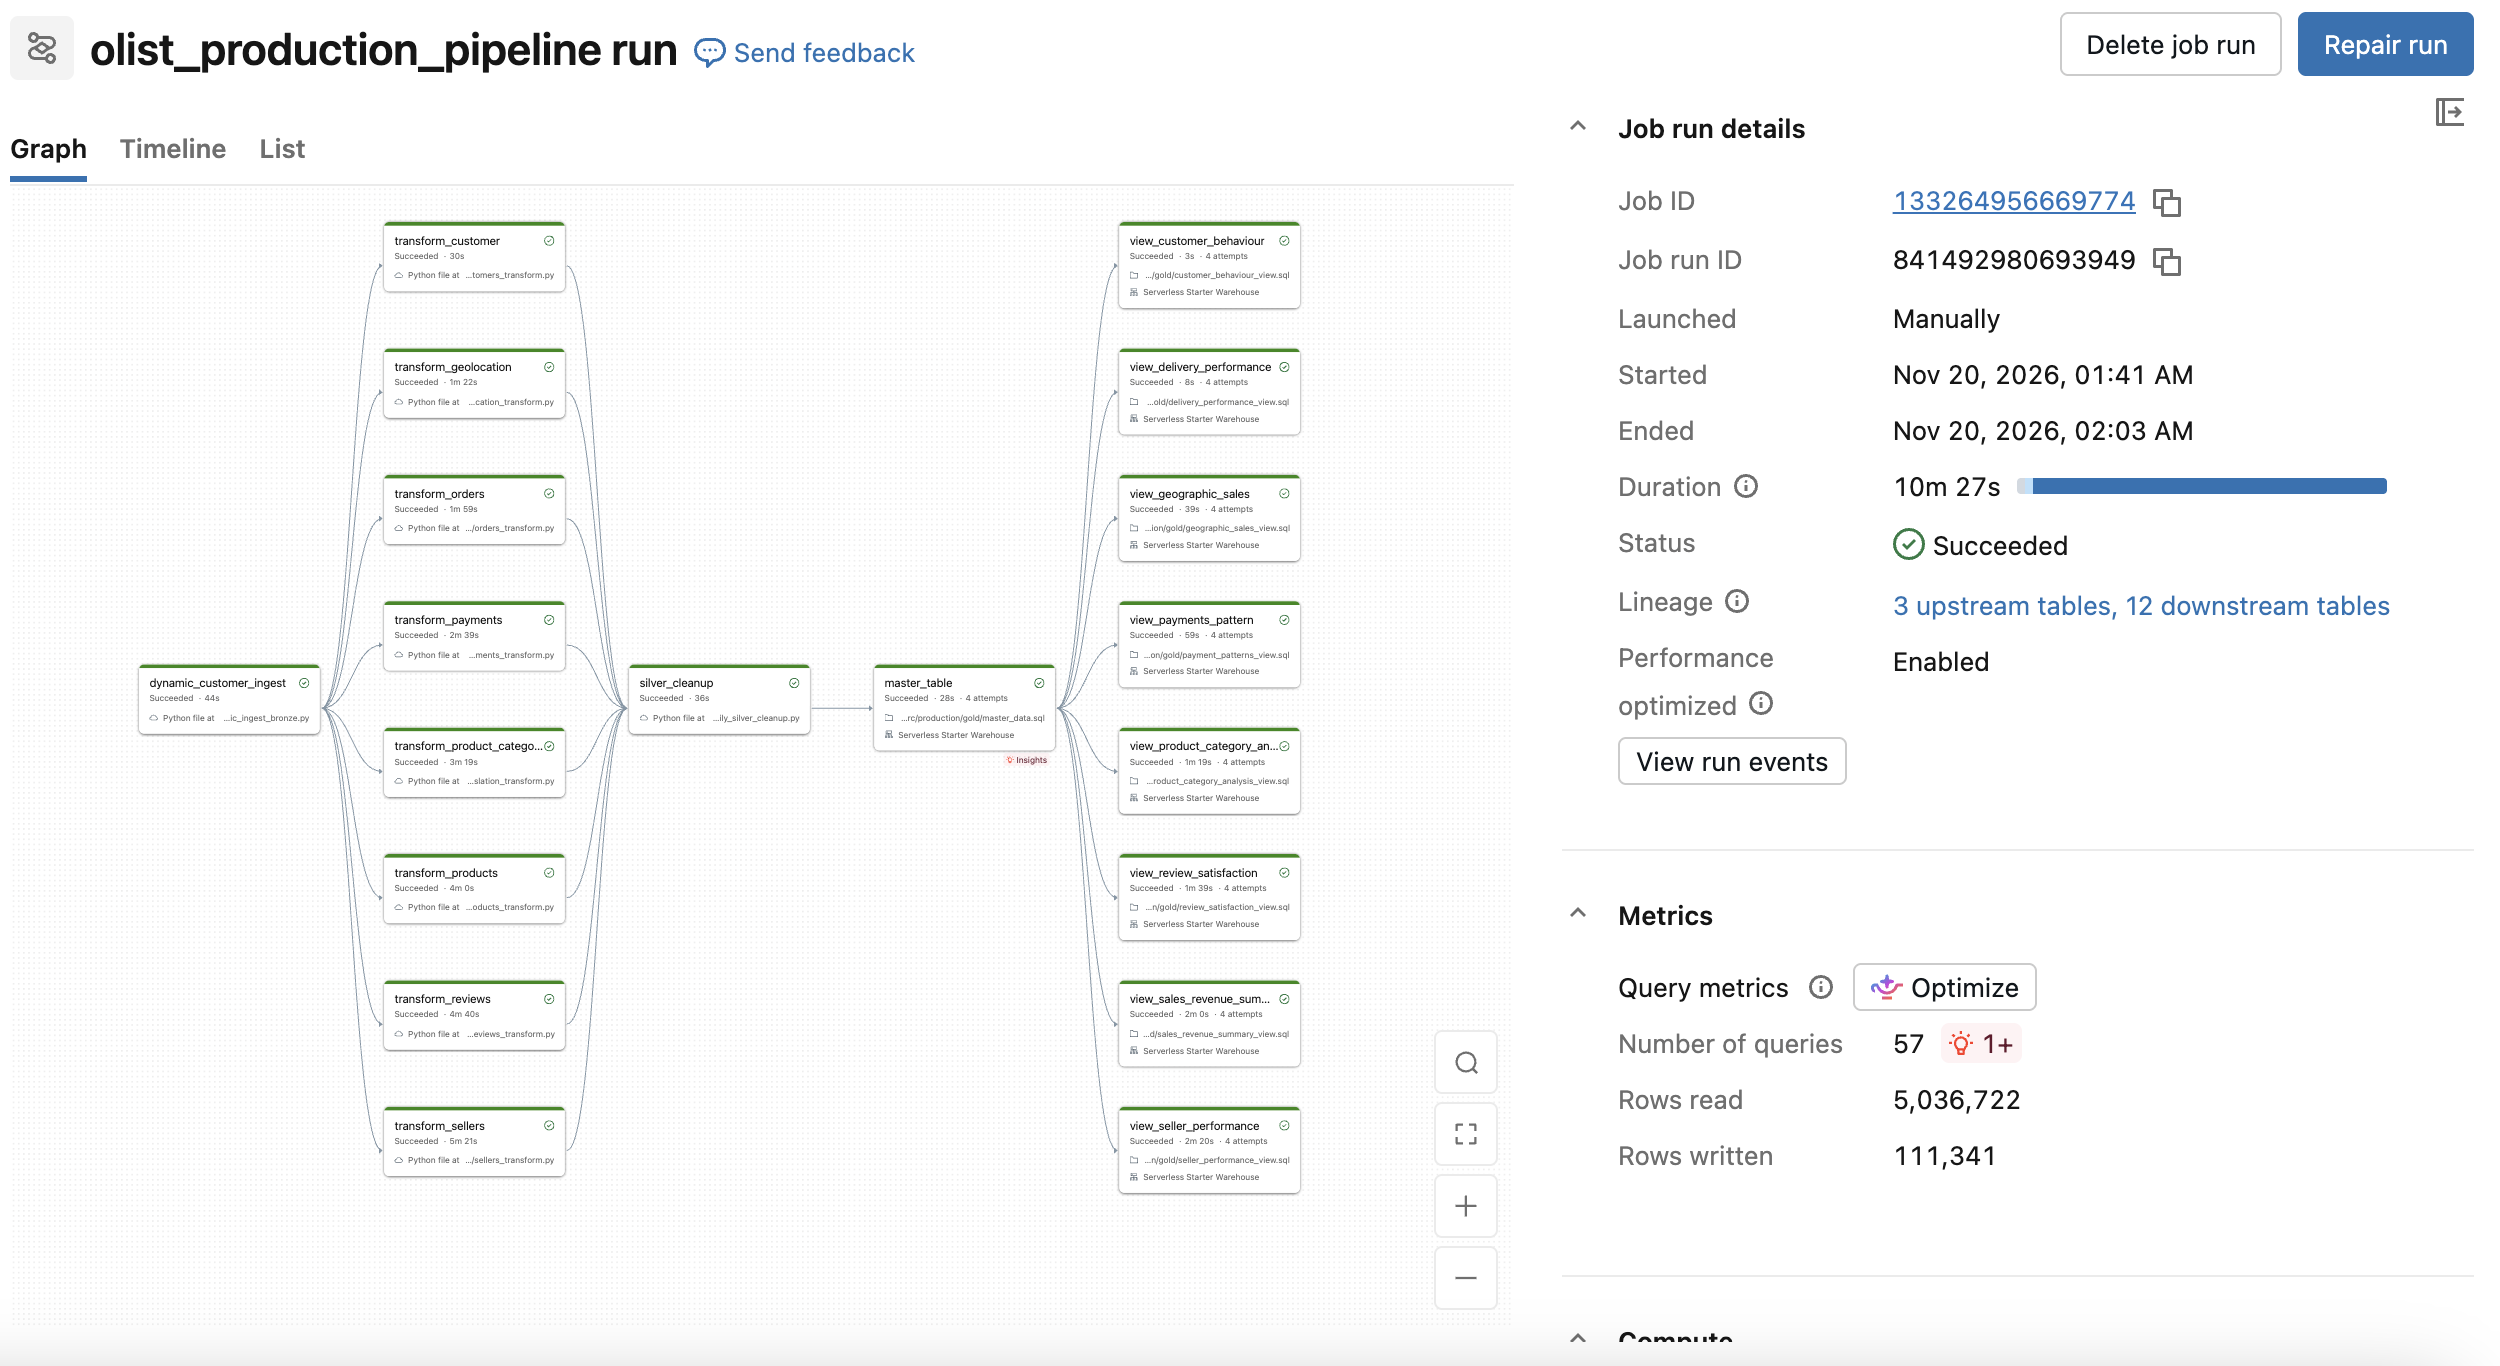 olist_production_pipeline run
Send feedback
Delete job run
Repair run
Graph
Timeline
List
transform_customer
Succeeded · 30s
Python file at ...tomers_transform.py
transform_geolocation
Succeeded · 1m 22s
Python file at ...cation_transform.py
transform_orders
Succeeded · 1m 59s
Python file at .../orders_transform.py
transform_payments
Succeeded · 2m 39s
Python file at ...ments_transform.py
dynamic_customer_ingest
Succeeded · 44s
Python file at ...ic_ingest_bronze.py
transform_product_catego...
Succeeded · 3m 19s
Python file at ...slation_transform.py
transform_products
Succeeded · 4m 0s
Python file at ...oducts_transform.py
transform_reviews
Succeeded · 4m 40s
Python file at ...eviews_transform.py
transform_sellers
Succeeded · 5m 21s
Python file at .../sellers_transform.py
silver_cleanup
Succeeded · 36s
Python file at ...ily_silver_cleanup.py
master_table
Succeeded · 28s · 4 attempts
...rc/production/gold/master_data.sql
Serverless Starter Warehouse
Insights
view_customer_behaviour
Succeeded · 3s · 4 attempts
.../gold/customer_behaviour_view.sql
Serverless Starter Warehouse
view_delivery_performance
Succeeded · 8s · 4 attempts
...old/delivery_performance_view.sql
Serverless Starter Warehouse
view_geographic_sales
Succeeded · 39s · 4 attempts
...ion/gold/geographic_sales_view.sql
Serverless Starter Warehouse
view_payments_pattern
Succeeded · 59s · 4 attempts
...on/gold/payment_patterns_view.sql
Serverless Starter Warehouse
view_product_category_an...
Succeeded · 1m 19s · 4 attempts
...roduct_category_analysis_view.sql
Serverless Starter Warehouse
view_review_satisfaction
Succeeded · 1m 39s · 4 attempts
...n/gold/review_satisfaction_view.sql
Serverless Starter Warehouse
view_sales_revenue_sum...
Succeeded · 2m 0s · 4 attempts
...d/sales_revenue_summary_view.sql
Serverless Starter Warehouse
view_seller_performance
Succeeded · 2m 20s · 4 attempts
...n/gold/seller_performance_view.sql
Serverless Starter Warehouse
Job run details
Job ID 133264956669774
Job run ID 841492980693949
Launched Manually
Started Nov 20, 2026, 01:41 AM
Ended Nov 20, 2026, 02:03 AM
Duration 10m 27s
Status Succeeded
Lineage 3 upstream tables, 12 downstream tables
Performance optimized Enabled
View run events
Metrics
Query metrics Optimize
Number of queries 57 1+
Rows read 5,036,722
Rows written 111,341
Compute